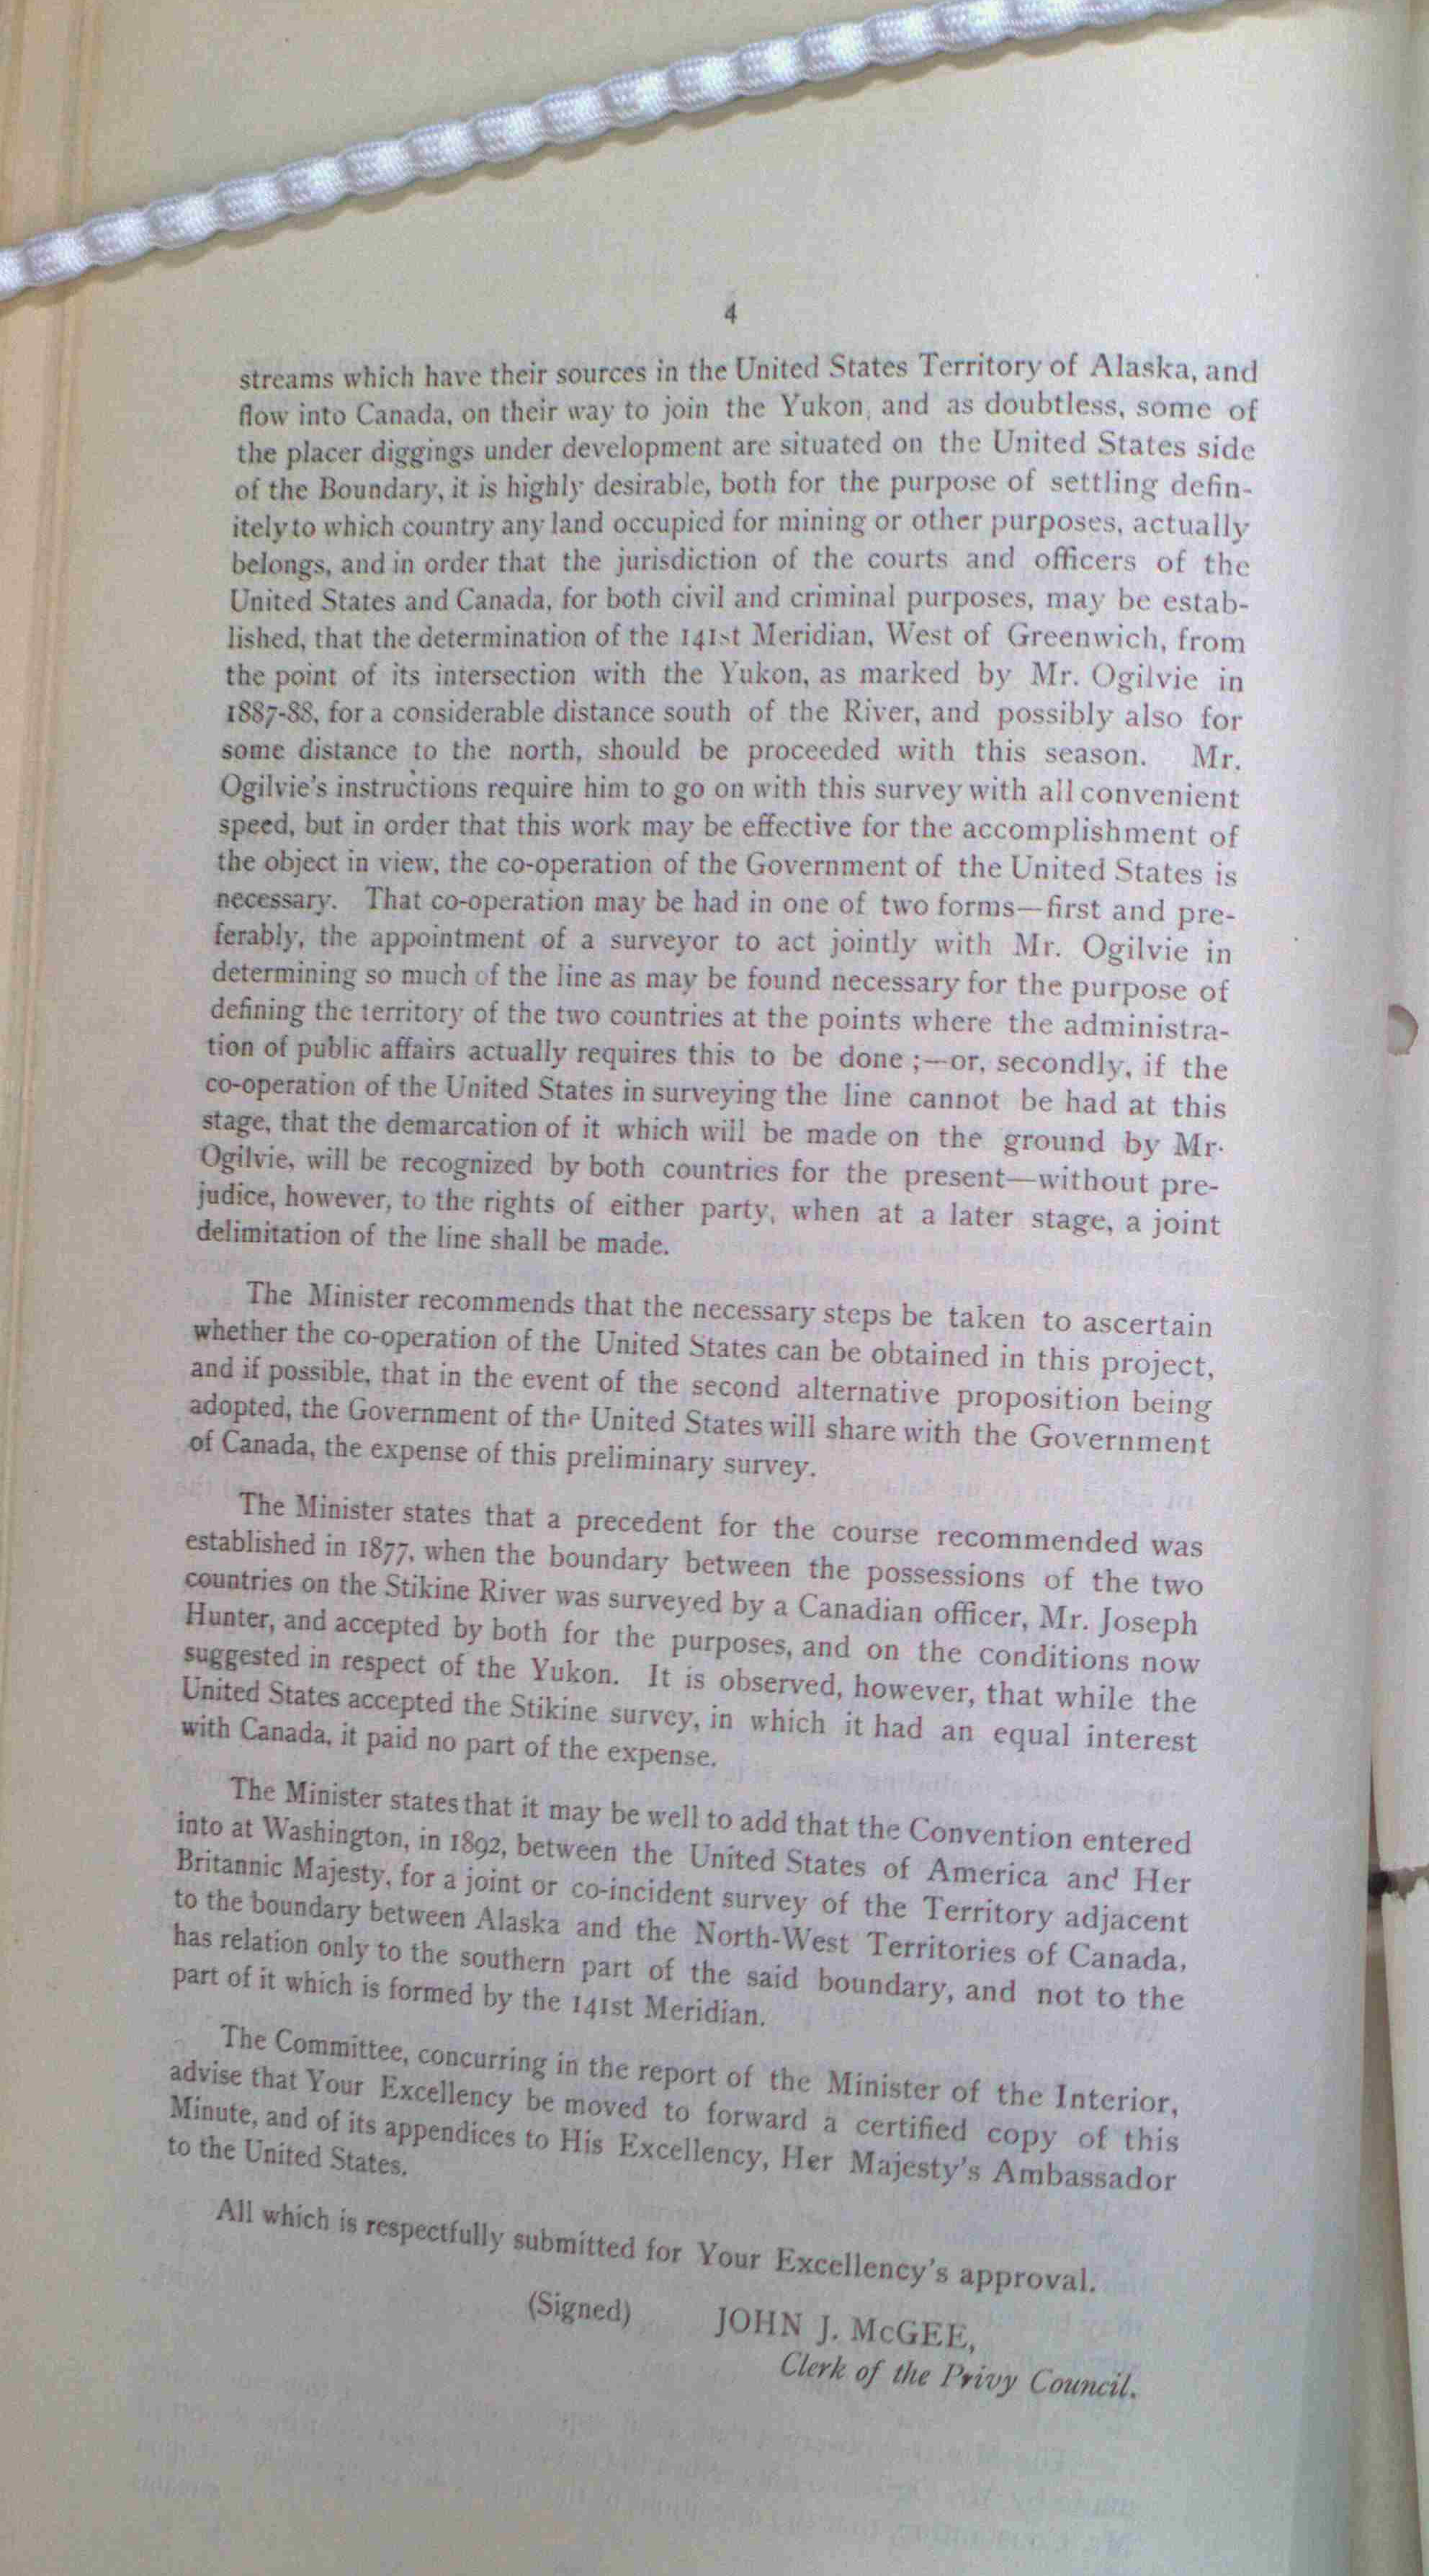 4
streams which have their sources in the United States Territory of Alaska, and
flow into Canada, on their way to join the Yukon, and as doubtless, some of
the placer diggings under development are situated on the United States side
of the Boundary, it is highly desirable, both for the purpose of settling defin-
itely to which country any land occupied for mining or other purposes, actually
belongs, and in order that the jurisdiction of the courts and officers of the
United States and Canada, for both civil and criminal purposes, may be estab-
lished, that the determination of the 141st Meridian, West of Greenwich, from
the point of its intersection with the Yukon, as marked by Mr. Ogilvie in
1887-88, for a considerable distance south of the River, and possibly also for
some distance to the north, should be proceeded with this season. Mr.
Ogilvie's instructions require him to go on with this survey with all convenient
speed, but in order that this work may be effective for the accomplishment of
the object in view, the co-operation of the Government of the United States is
necessary. That co-operation may be had in one of two forms—first and pre-
ferably, the appointment of a surveyor to act jointly with Mr. Ogilvie in
determining so much of the line as may be found necessary for the purpose of
defining the territory of the two countries at the points where the administra-
tion of public affairs actually requires this to be done ;—or, secondly, if the
co-operation of the United States in surveying the line cannot be had at this
stage, that the demarcation of it which will be made on the ground by Mr.
Ogilvie, will be recognized by both countries for the present—without pre-
judice, however, to the rights of either party, when at a later stage, a joint
delimitation of the line shall be made.
The Minister recommends that the necessary steps be taken to ascertain
whether the co-operation of the United States can be obtained in this project,
and if possible, that in the event of the second alternative proposition being
adopted, the Government of the United States will share with the Government
of Canada, the expense of this preliminary survey.
The Minister states that a precedent for the course recommended was
established in 1877, when the boundary between the possessions of the two
countries on the Stikine River was surveyed by a Canadian officer, Mr. Joseph
Hunter, and accepted by both for the purposes, and on the conditions now
suggested in respect of the Yukon. It is observed, however, that while the
United States accepted the Stikine survey, in which it had an equal interest
with Canada, it paid no part of the expense.
The Minister states that it may be well to add that the Convention entered
into at Washington, in 1892, between the United States of America and Her
Britannic Majesty, for a joint or co-incident survey of the Territory adjacent
to the boundary between Alaska and the North-West Territories of Canada,
has relation only to the southern part of the said boundary, and not to the
part of it which is formed by the 141st Meridian.
The Committee, concurring in the report of the Minister of the Interior,
advise that Your Excellency be moved to forward a certified copy of this
Minute, and of its appendices to His Excellency, Her Majesty's Ambassador
to the United States.
All which is respectfully submitted for Your Excellency's approval.
(Signed) JOHN J. McGEE,
Clerk of the Privy Council.